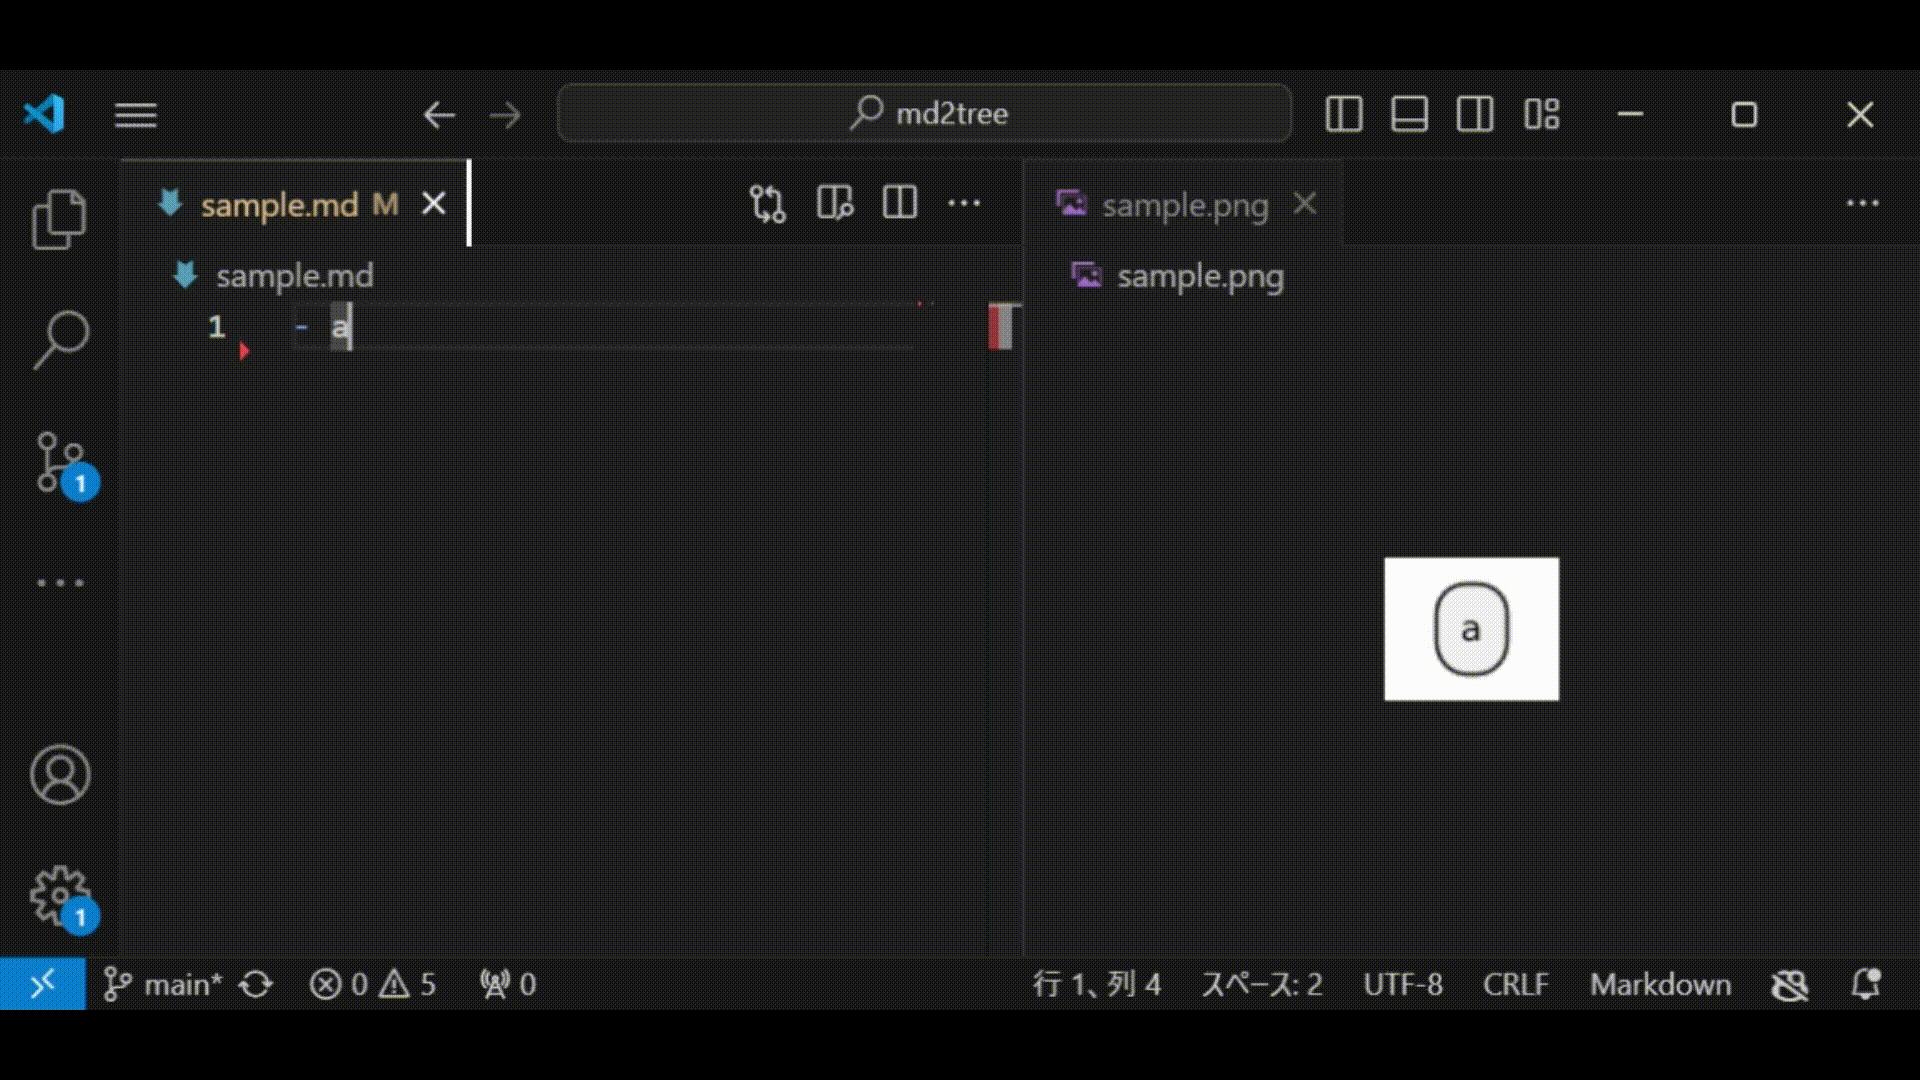 md2tree
sample.md M
sample.png
sample.md
sample.png
1 - a
a
1
1
main* 0 5 0 行 1、列 4 スペース: 2 UTF-8 CRLF Markdown